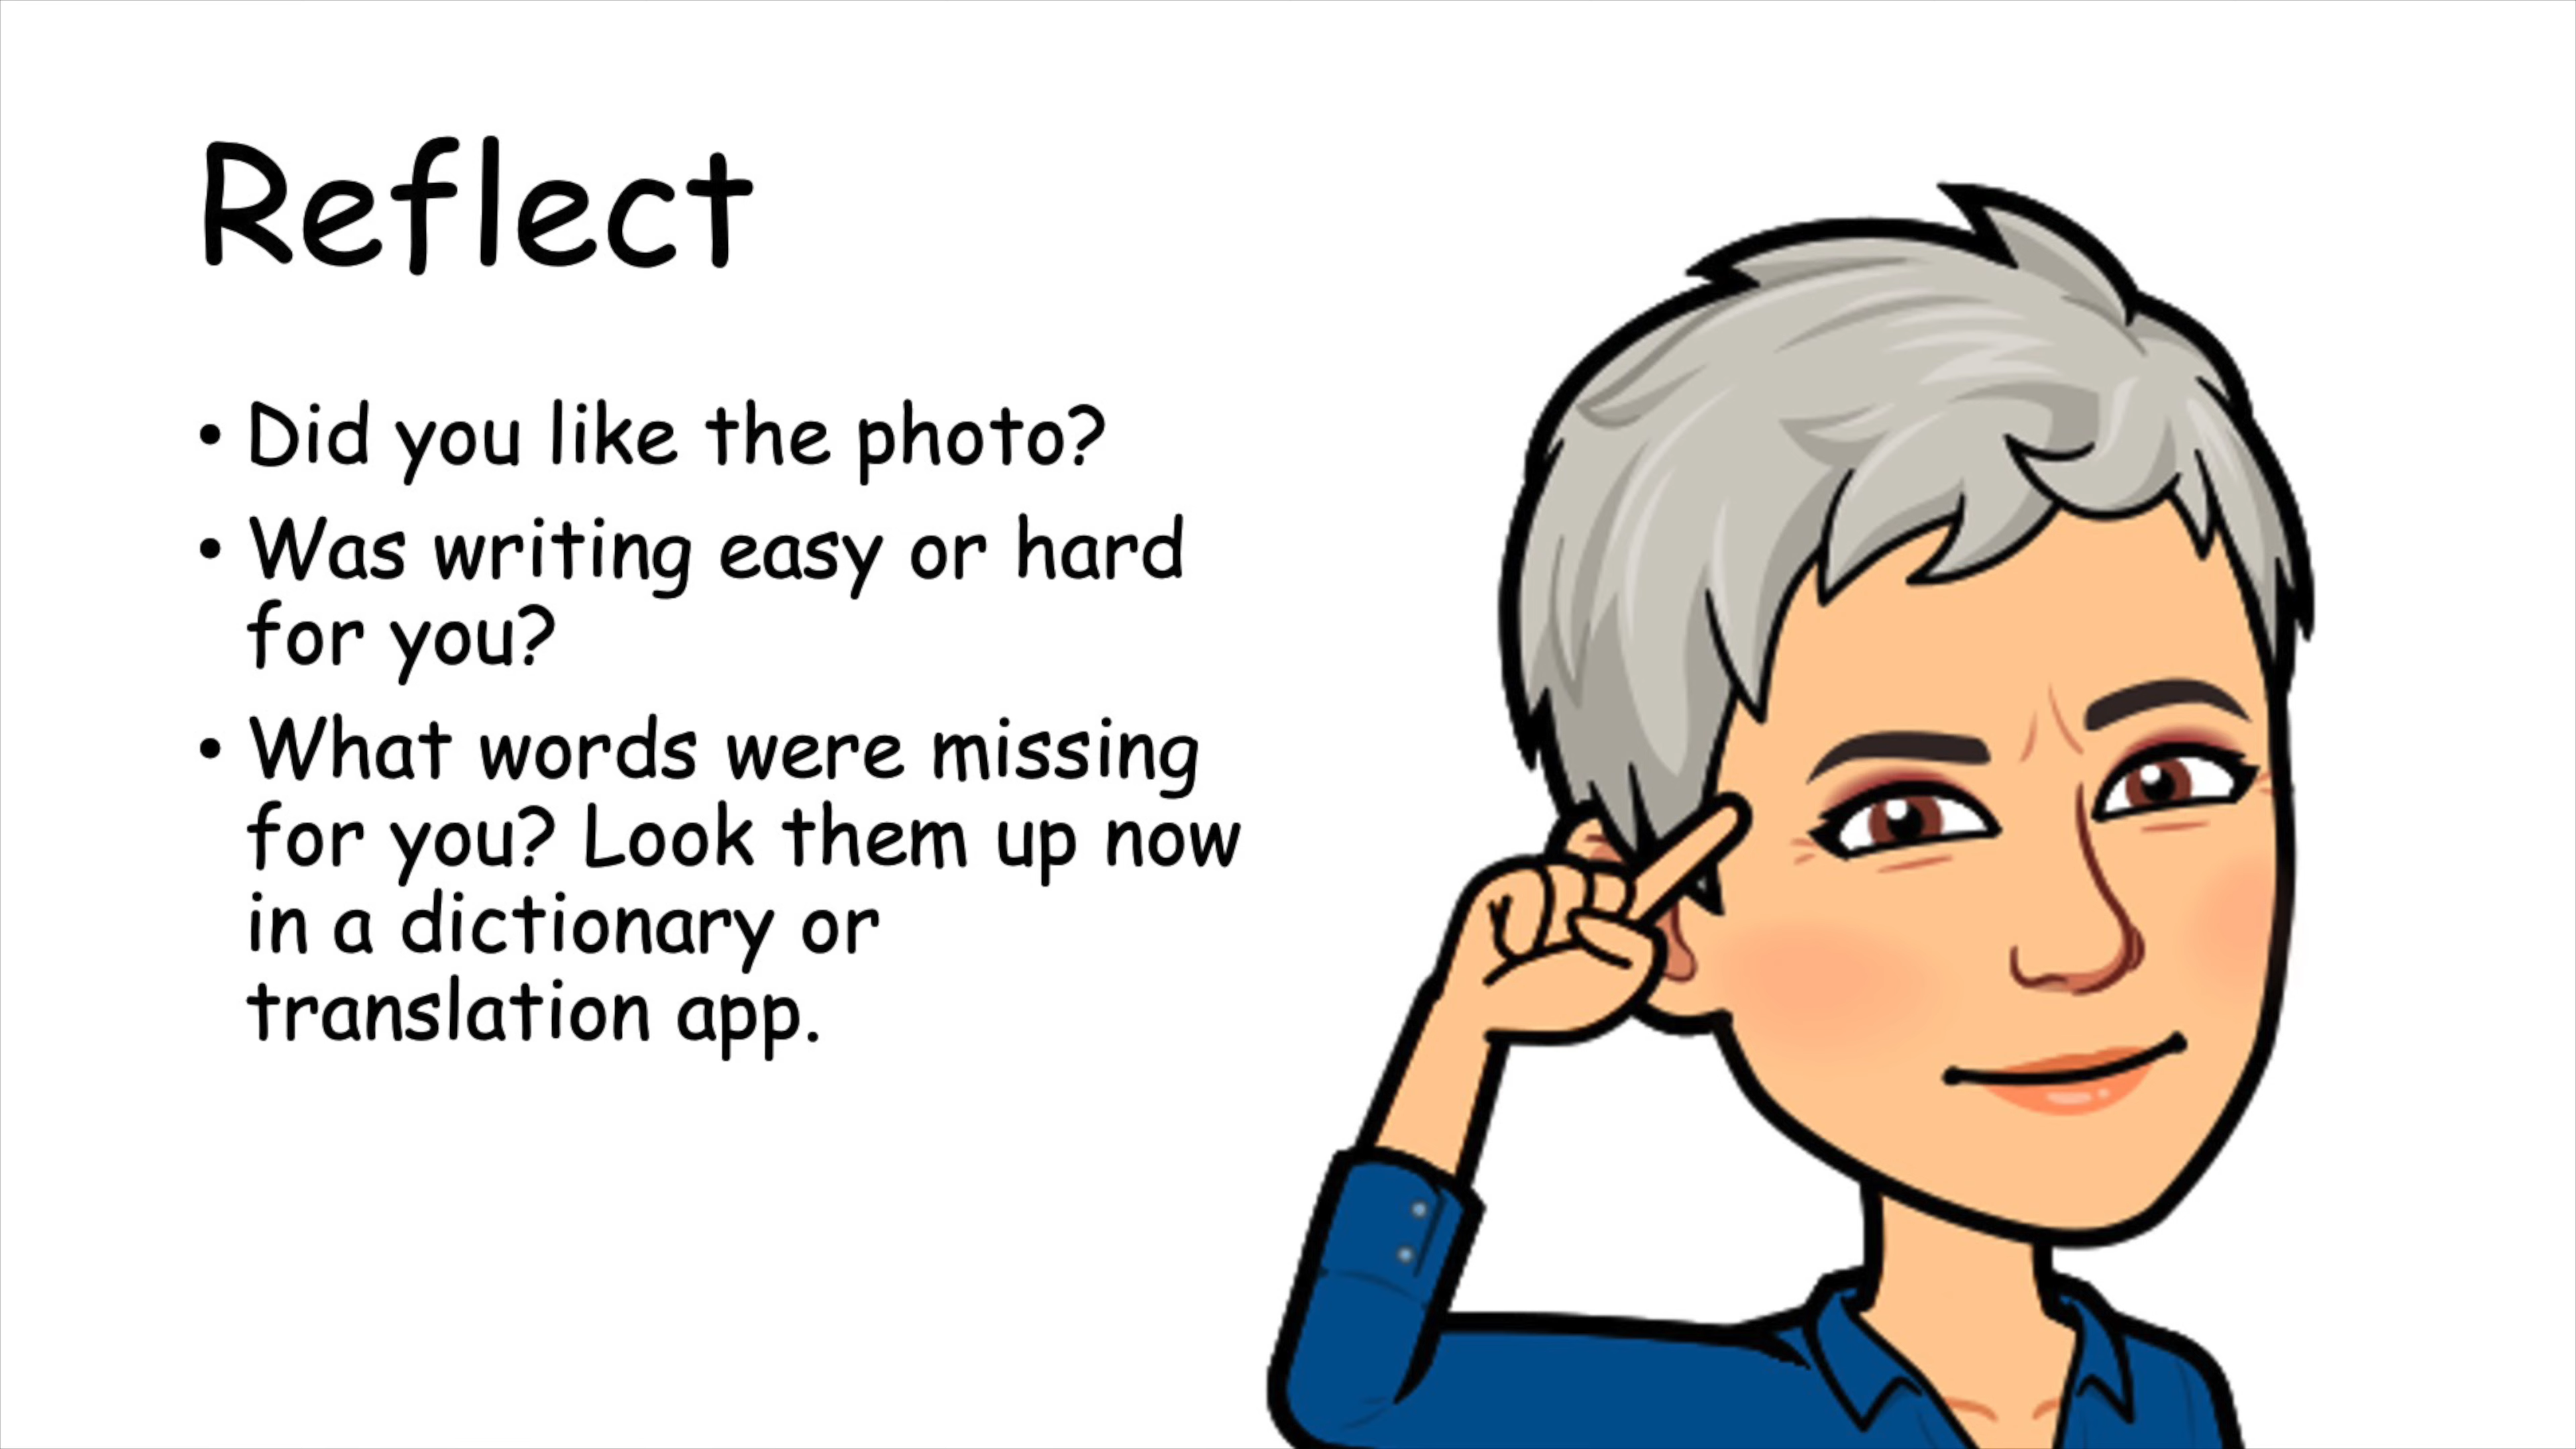 Reflect
• Did you like the photo?
• Was writing easy or hard
for you?
• What words were missing
for you? Look them up now
in a dictionary or
translation app.